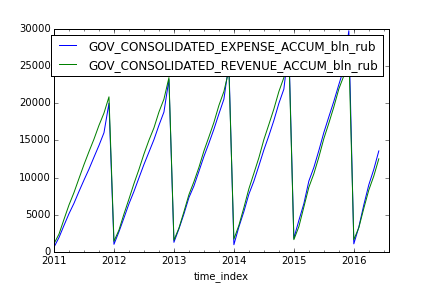 GOV_CONSOLIDATED_EXPENSE_ACCUM_bln_rub
GOV_CONSOLIDATED_REVENUE_ACCUM_bln_rub
30000
25000
20000
15000
10000
5000
0
2011 2012 2013 2014 2015 2016
time_index